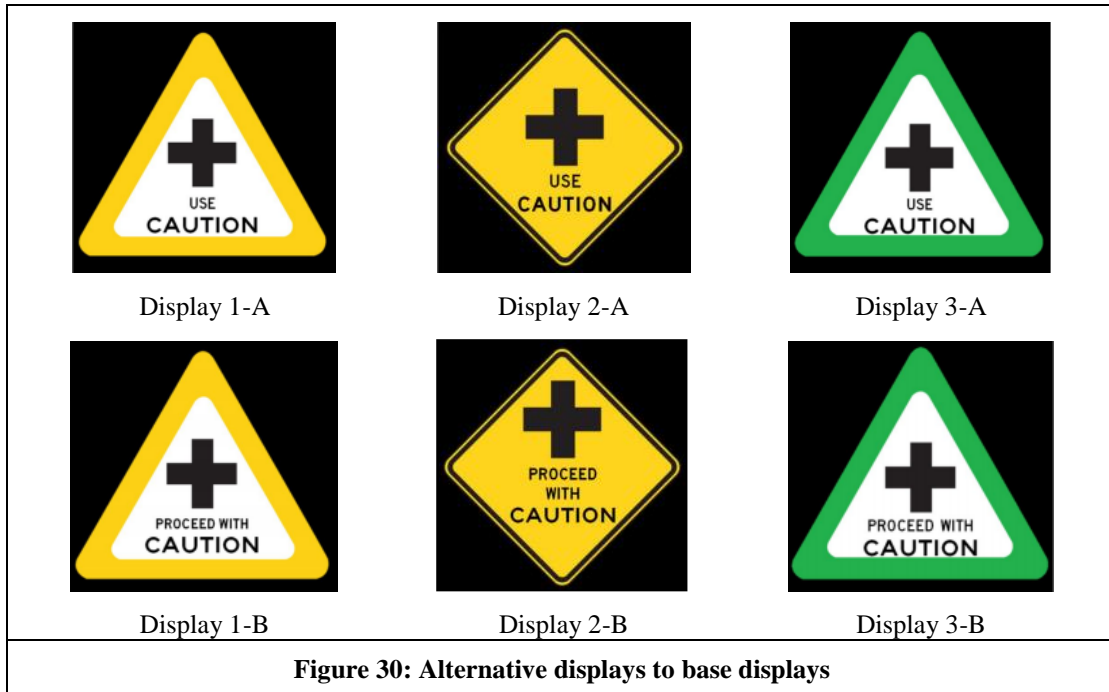 USE
CAUTION
USE
CAUTION
USE
CAUTION
Display 1-A
Display 2-A
Display 3-A
PROCEED WITH
CAUTION
PROCEED
WITH
CAUTION
PROCEED WITH
CAUTION
Display 1-B
Display 2-B
Display 3-B
Figure 30: Alternative displays to base displays